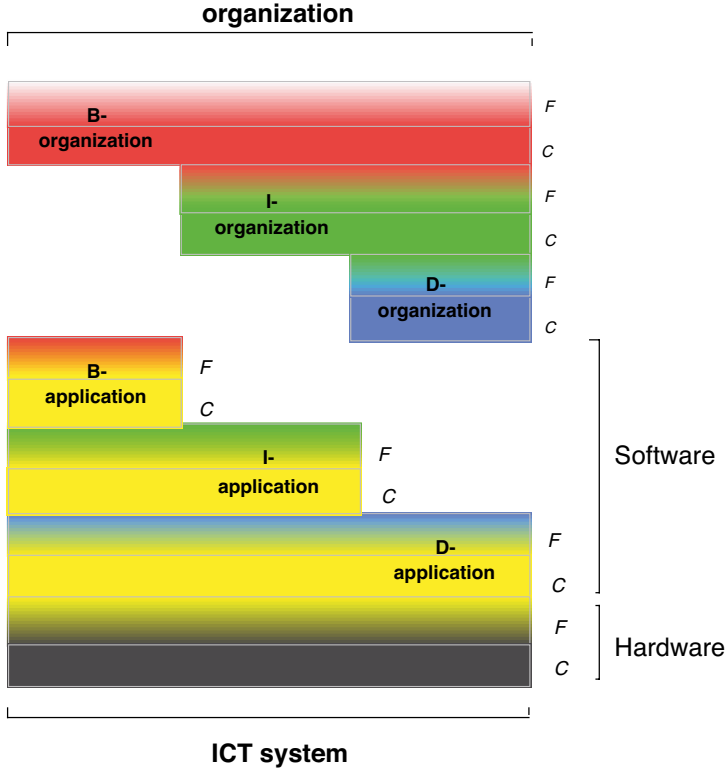 organization
F
B-
organization
C
F
I-
organization
C
F
D-
organization
C
F
B-
application
C
F
I-
application
C
Software
F
D-
application
C
F
Hardware
C
ICT system